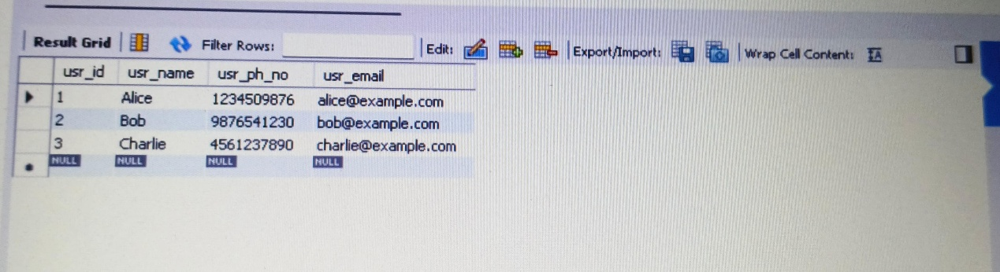 Result Grid Filter Rows: Edit: Export/Import: Wrap Cell Content: IA
usr_id usr_name usr_ph_no usr_email
1 Alice 1234509876 alice@example.com
2 Bob 9876541230 bob@example.com
3 Charlie 4561237890 charlie@example.com
NULL NULL NULL NULL